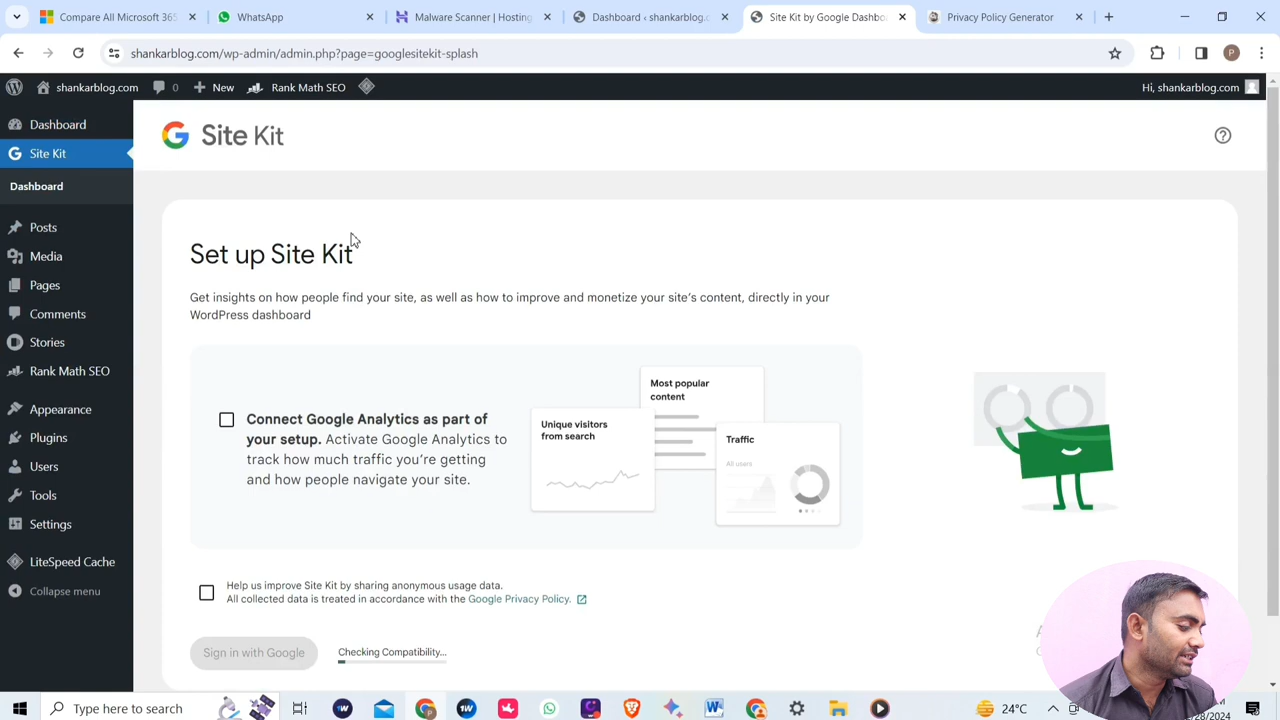 Compare All Microsoft 365
WhatsApp
Malware Scanner | Hosting
Dashboard ‹ shankarblog.c
Site Kit by Google Dashbo
Privacy Policy Generator
shankarblog.com/wp-admin/admin.php?page=googlesitekit-splash
P
shankarblog.com
0
New
Rank Math SEO
Hi, shankarblog.com
Dashboard
Site Kit
Dashboard
Posts
Media
Pages
Comments
Stories
Rank Math SEO
Appearance
Plugins
Users
Tools
Settings
LiteSpeed Cache
Collapse menu
Site Kit
Set up Site Kit
Get insights on how people find your site, as well as how to improve and monetize your site's content, directly in your
WordPress dashboard
Connect Google Analytics as part of
your setup. Activate Google Analytics to
track how much traffic you're getting
and how people navigate your site.
Unique visitors
from search
Most popular
content
Traffic
All users
Help us improve Site Kit by sharing anonymous usage data.
All collected data is treated in accordance with the Google Privacy Policy.
Sign in with Google
Checking Compatibility...
Type here to search
24°C